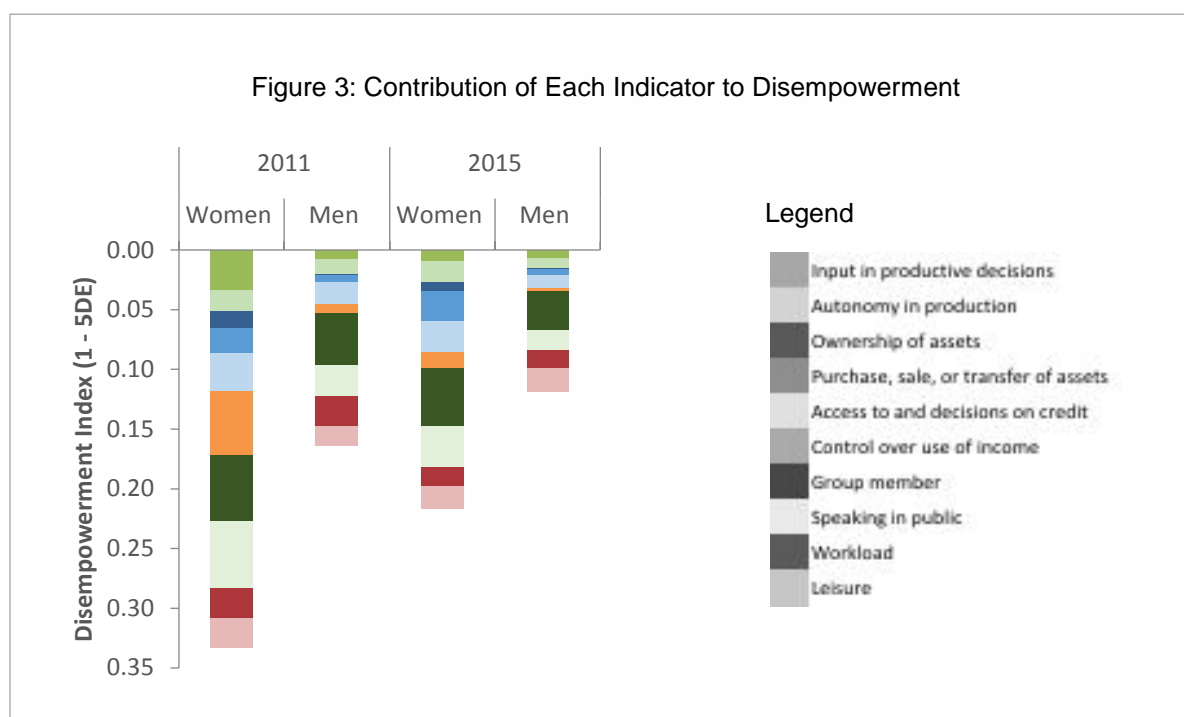 Figure 3: Contribution of Each Indicator to Disempowerment
2011 2015
Women Men Women Men
Disempowerment Index (1 - 5DE)
0.00
0.05
0.10
0.15
0.20
0.25
0.30
0.35
Legend
Input in productive decisions
Autonomy in production
Ownership of assets
Purchase, sale, or transfer of assets
Access to and decisions on credit
Control over use of income
Group member
Speaking in public
Workload
Leisure